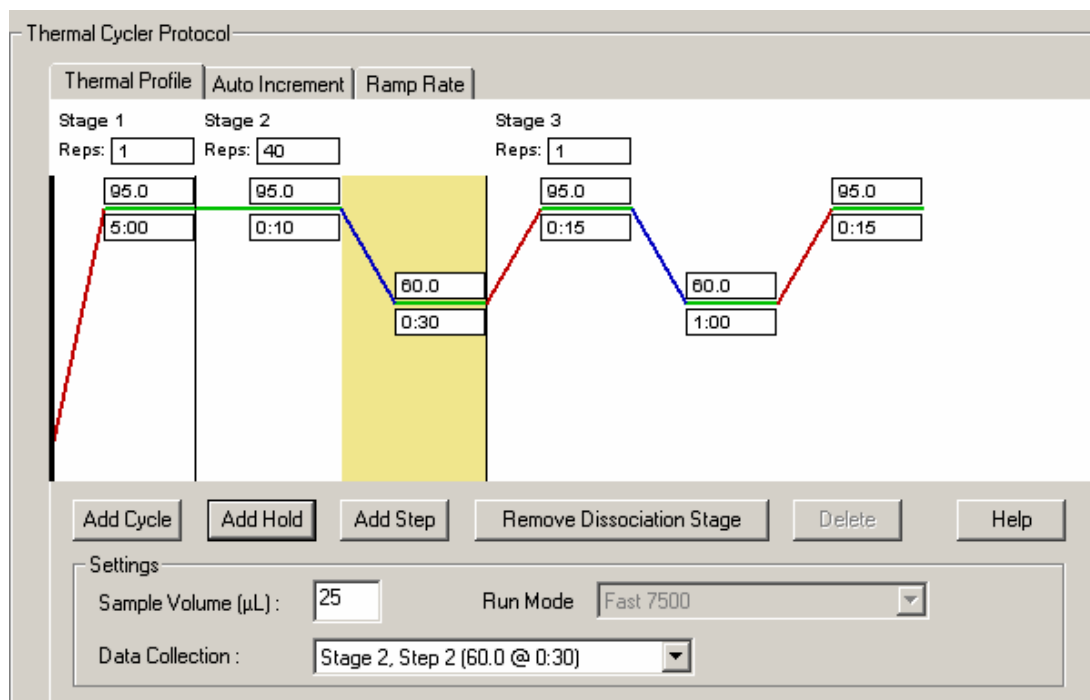 Thermal Cycler Protocol
Thermal Profile Auto Increment Ramp Rate
Stage 1 Stage 2 Stage 3
Reps: 1 Reps: 40 Reps: 1
95.0 95.0 95.0 95.0
5:00 0:10 0:15 0:15
60.0 60.0
0:30 1:00
Add Cycle Add Hold Add Step Remove Dissociation Stage Delete Help
Settings
Sample Volume (µL) : 25 Run Mode Fast 7500
Data Collection : Stage 2, Step 2 (60.0 @ 0:30)